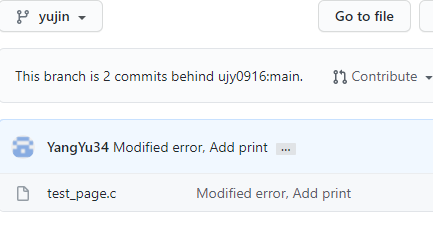 yujin
Go to file
This branch is 2 commits behind ujy0916:main.
Contribute
YangYu34 Modified error, Add print ...
test_page.c Modified error, Add print